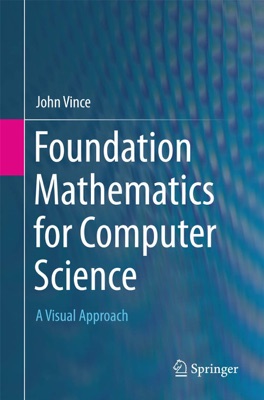 John Vince
Foundation
Mathematics
for Computer
Science
A Visual Approach
Springer